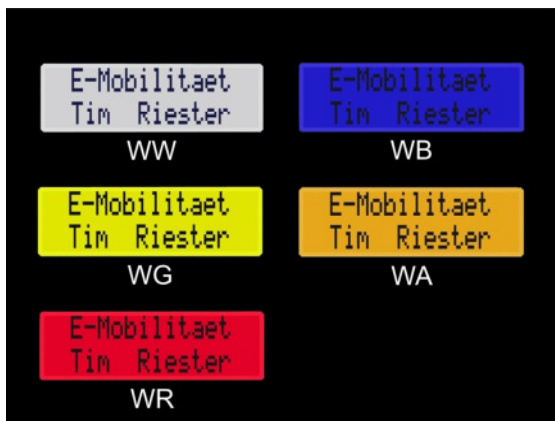 E-Mobilitaet
Tim Riester
WW
E-Mobilitaet
Tim Riester
WB
E-Mobilitaet
Tim Riester
WG
E-Mobilitaet
Tim Riester
WA
E-Mobilitaet
Tim Riester
WR